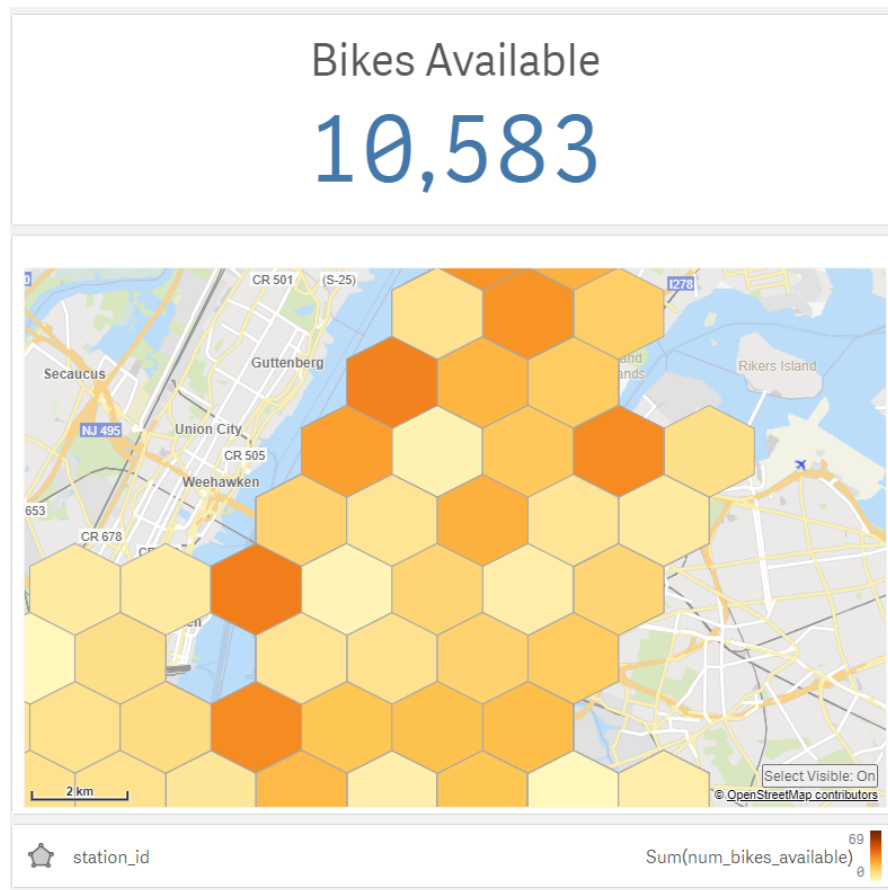 Bikes Available
10,583
CR 501
(S-25)
I278
Guttenberg
Secaucus
Rikers Island
Union City
NJ 495
CR 505
Weehawken
653
CR 678
2 km
Select Visible: On
© OpenStreetMap contributors
station_id
Sum(num_bikes_available)
69
0